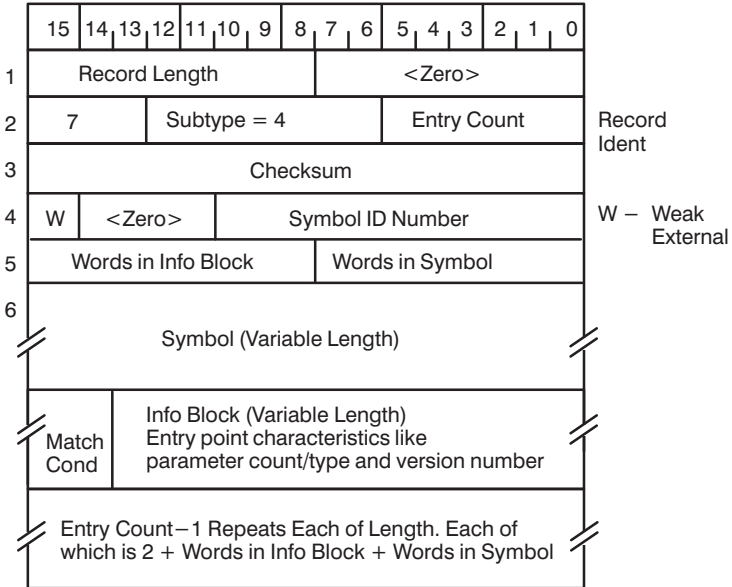 15 14 13 12 11 10 9 8 7 6 5 4 3 2 1 0
1 Record Length <Zero>
2 7 Subtype = 4 Entry Count Record
Ident
3 Checksum
4 W <Zero> Symbol ID Number W – Weak
External
5 Words in Info Block Words in Symbol
6
Symbol (Variable Length)
Match
Cond
Info Block (Variable Length)
Entry point characteristics like
parameter count/type and version number
Entry Count–1 Repeats Each of Length. Each of
which is 2 + Words in Info Block + Words in Symbol